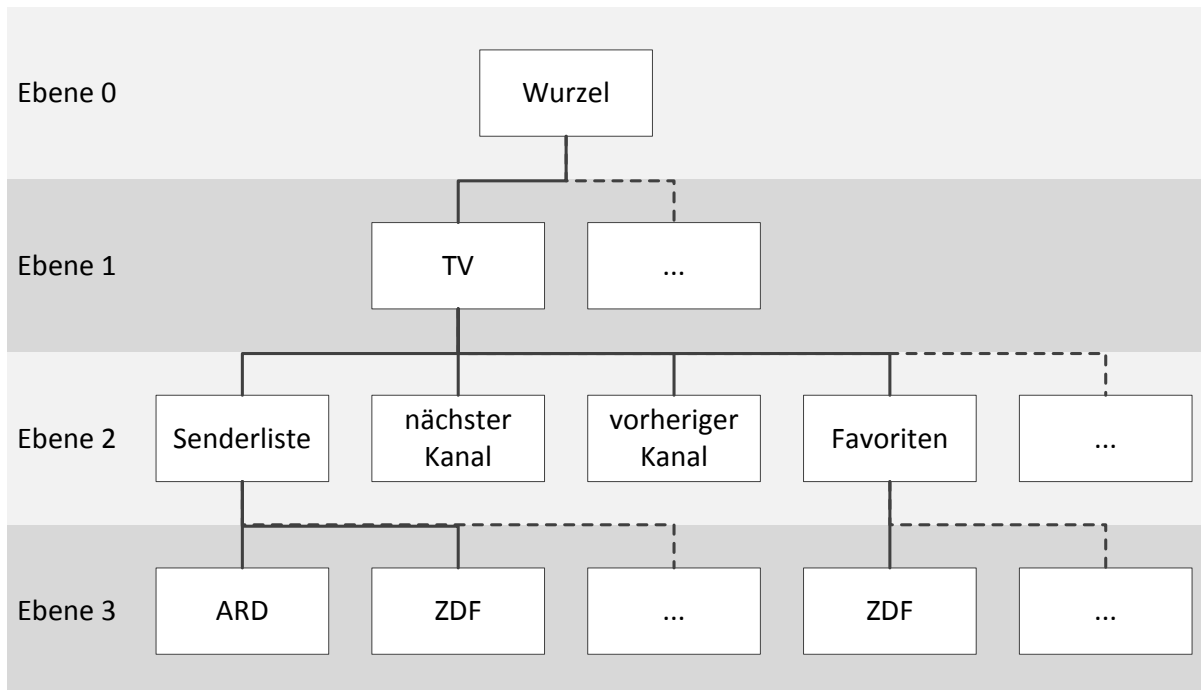 Ebene 0
Wurzel
Ebene 1
TV
...
Ebene 2
Senderliste
nächster
Kanal
vorheriger
Kanal
Favoriten
...
Ebene 3
ARD
ZDF
...
ZDF
...